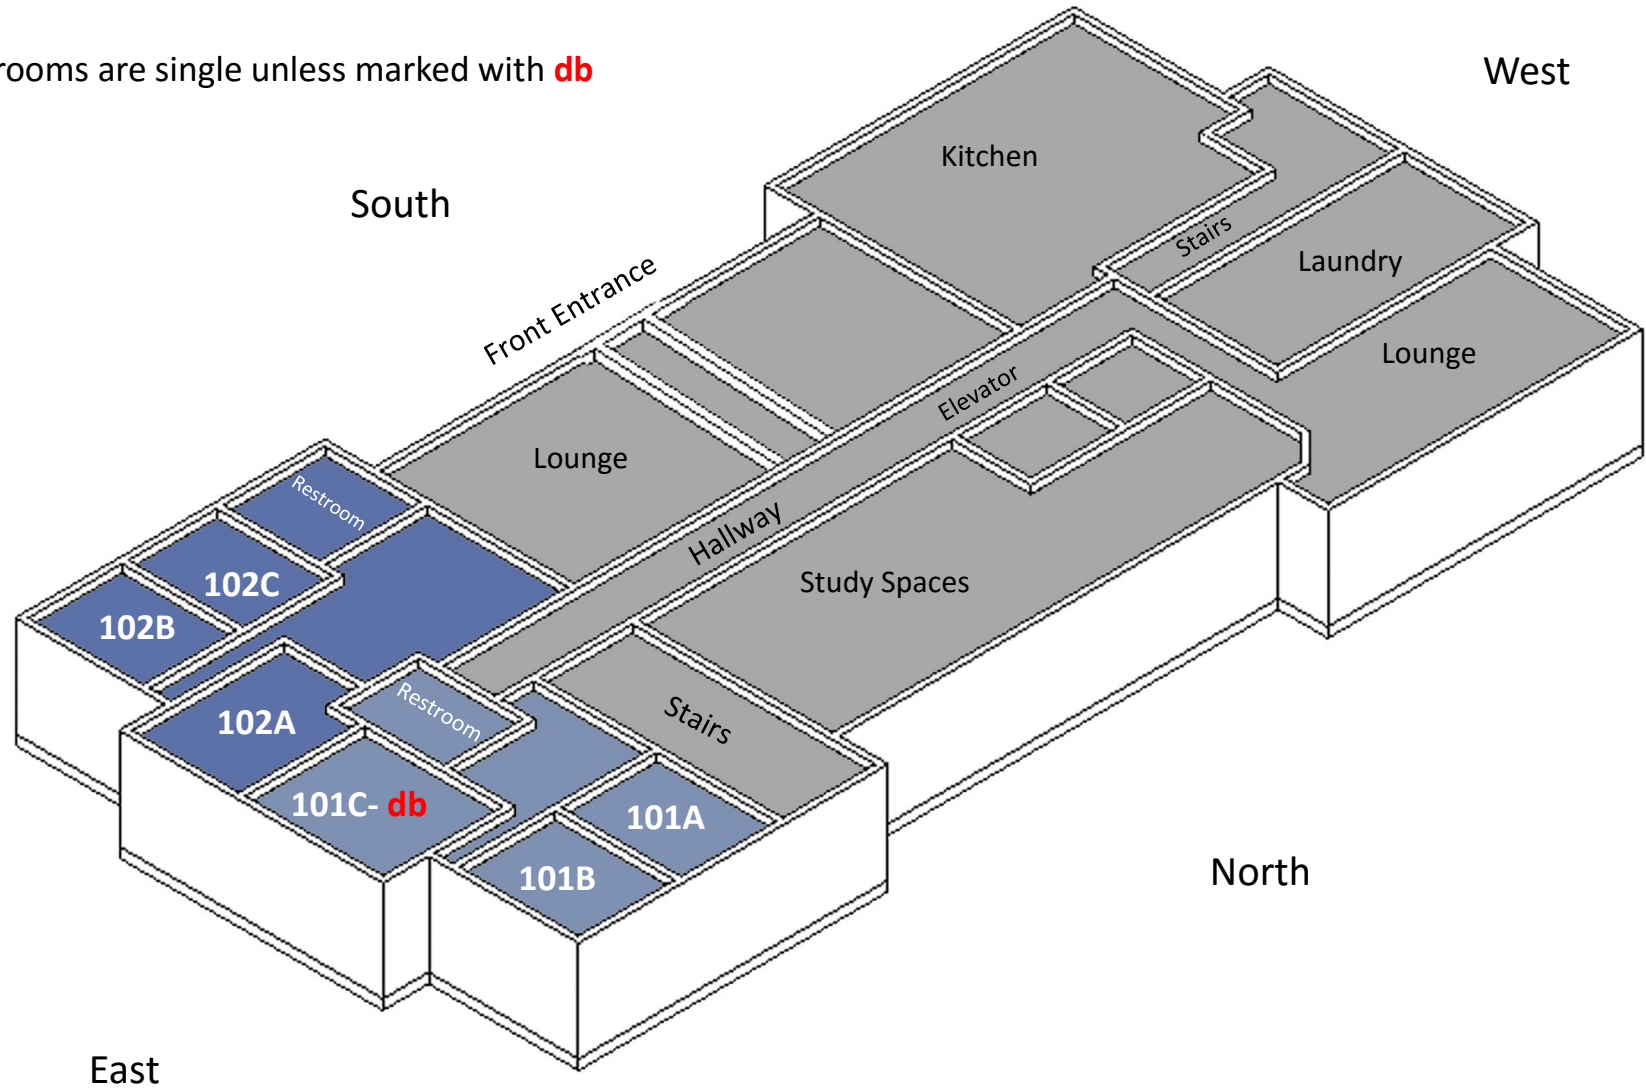 rooms are single unless marked with db
West
South
Kitchen
Front Entrance
Stairs
Laundry
Lounge
Elevator
Lounge
Restroom
Hallway
Study Spaces
102C
102B
Restroom
Stairs
102A
101C- db
101A
101B
North
East